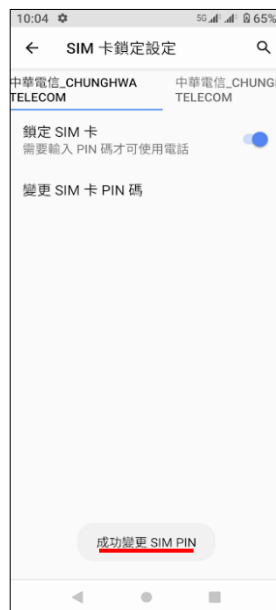 10:04 5G 65%
SIM 卡鎖定設定
中華電信_CHUNGHWA 中華電信_CHUNG
TELECOM TELECOM
鎖定 SIM 卡
需要輸入 PIN 碼才可使用電話
變更 SIM 卡 PIN 碼
成功變更 SIM PIN